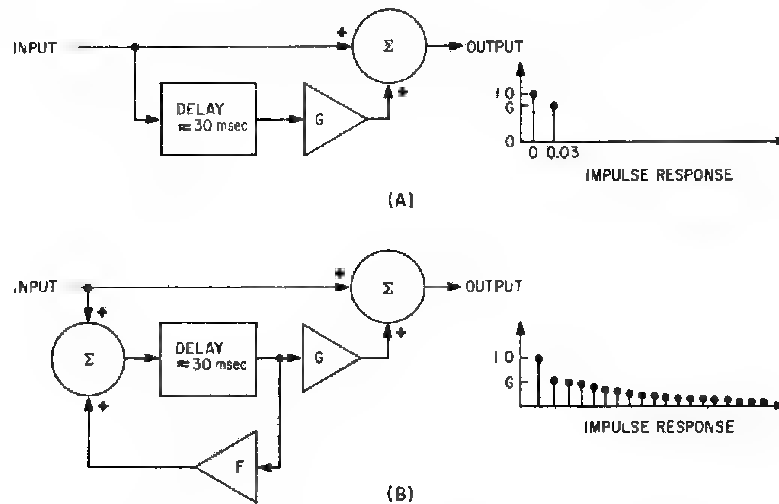 INPUT
+
Σ
OUTPUT
DELAY
≈ 30 msec
G
+
1.0
G
0
0 0.03
IMPULSE RESPONSE
(A)
INPUT
+
+
Σ
OUTPUT
Σ
DELAY
≈ 30 msec
G
+
+
F
1.0
G
IMPULSE RESPONSE
(B)